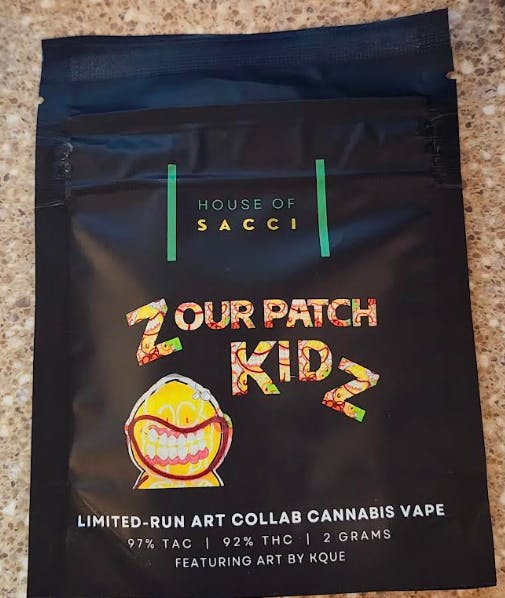 HOUSE OF
SACCI
ZOUR PATCH
KIDZ
LIMITED-RUN ART COLLAB CANNABIS VAPE
97% TAC | 92% THC | 2 GRAMS
FEATURING ART BY KQUE